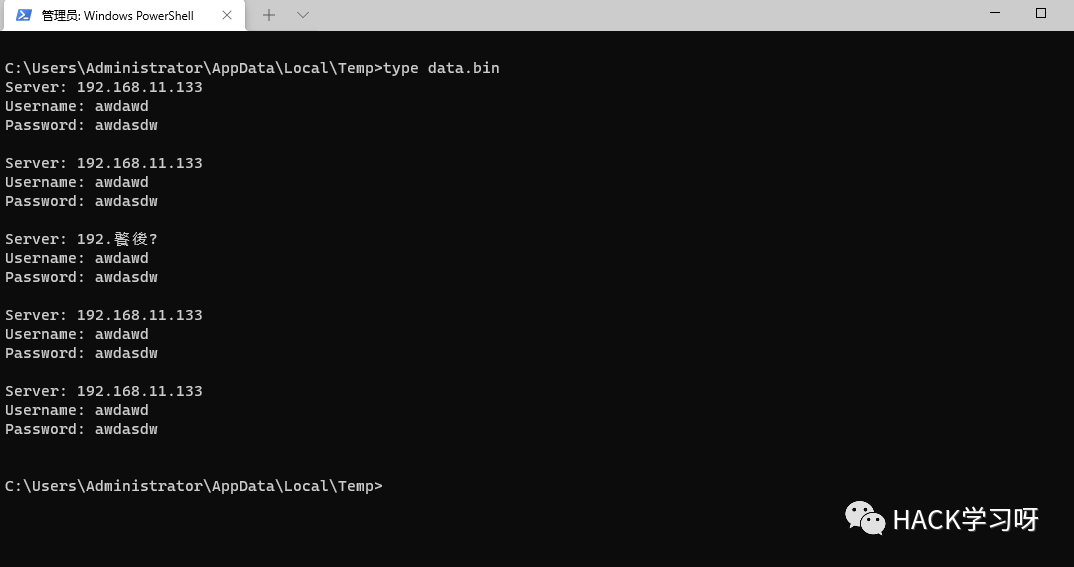 管理员: Windows PowerShell
C:\Users\Administrator\AppData\Local\Temp>type data.bin
Server: 192.168.11.133
Username: awdawd
Password: awdasdw
Server: 192.168.11.133
Username: awdawd
Password: awdasdw
Server: 192.餮後?
Username: awdawd
Password: awdasdw
Server: 192.168.11.133
Username: awdawd
Password: awdasdw
Server: 192.168.11.133
Username: awdawd
Password: awdasdw
C:\Users\Administrator\AppData\Local\Temp>
HACK学习呀